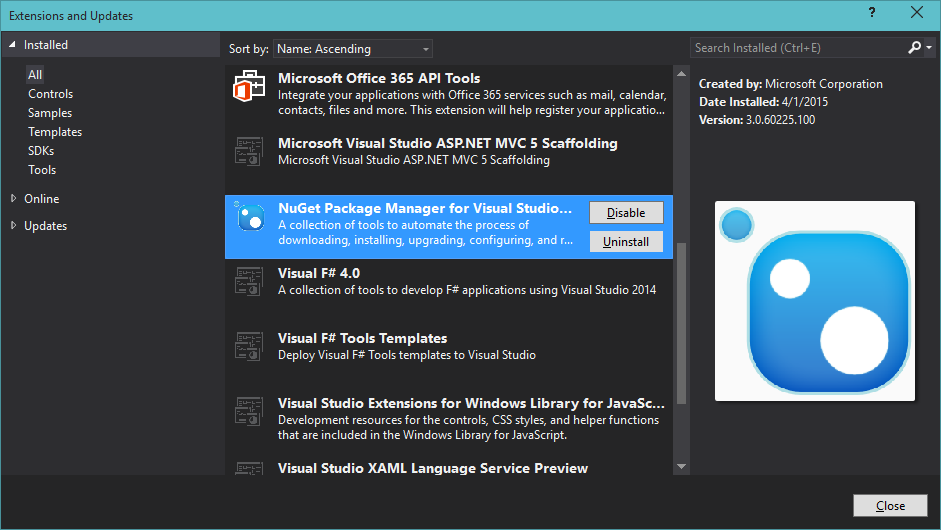 Extensions and Updates
?
Installed
All
Controls
Samples
Templates
SDKs
Tools
Online
Updates
Sort by: Name: Ascending
Microsoft Office 365 API Tools
Integrate your applications with Office 365 services such as mail, calendar,
contacts, files and more. This extension will help register your applicatio...
Microsoft Visual Studio ASP.NET MVC 5 Scaffolding
Microsoft Visual Studio ASP.NET MVC 5 Scaffolding
NuGet Package Manager for Visual Studio...
A collection of tools to automate the process of
downloading, installing, upgrading, configuring, and r...
Disable
Uninstall
Visual F# 4.0
A collection of tools to develop F# applications using Visual Studio 2014
Visual F# Tools Templates
Deploy Visual F# Tools templates to Visual Studio
Visual Studio Extensions for Windows Library for JavaSc...
Development resources for the controls, CSS styles, and helper functions
that are included in the Windows Library for JavaScript.
Visual Studio XAML Language Service Preview
Search Installed (Ctrl+E)
Created by: Microsoft Corporation
Date Installed: 4/1/2015
Version: 3.0.60225.100
Close